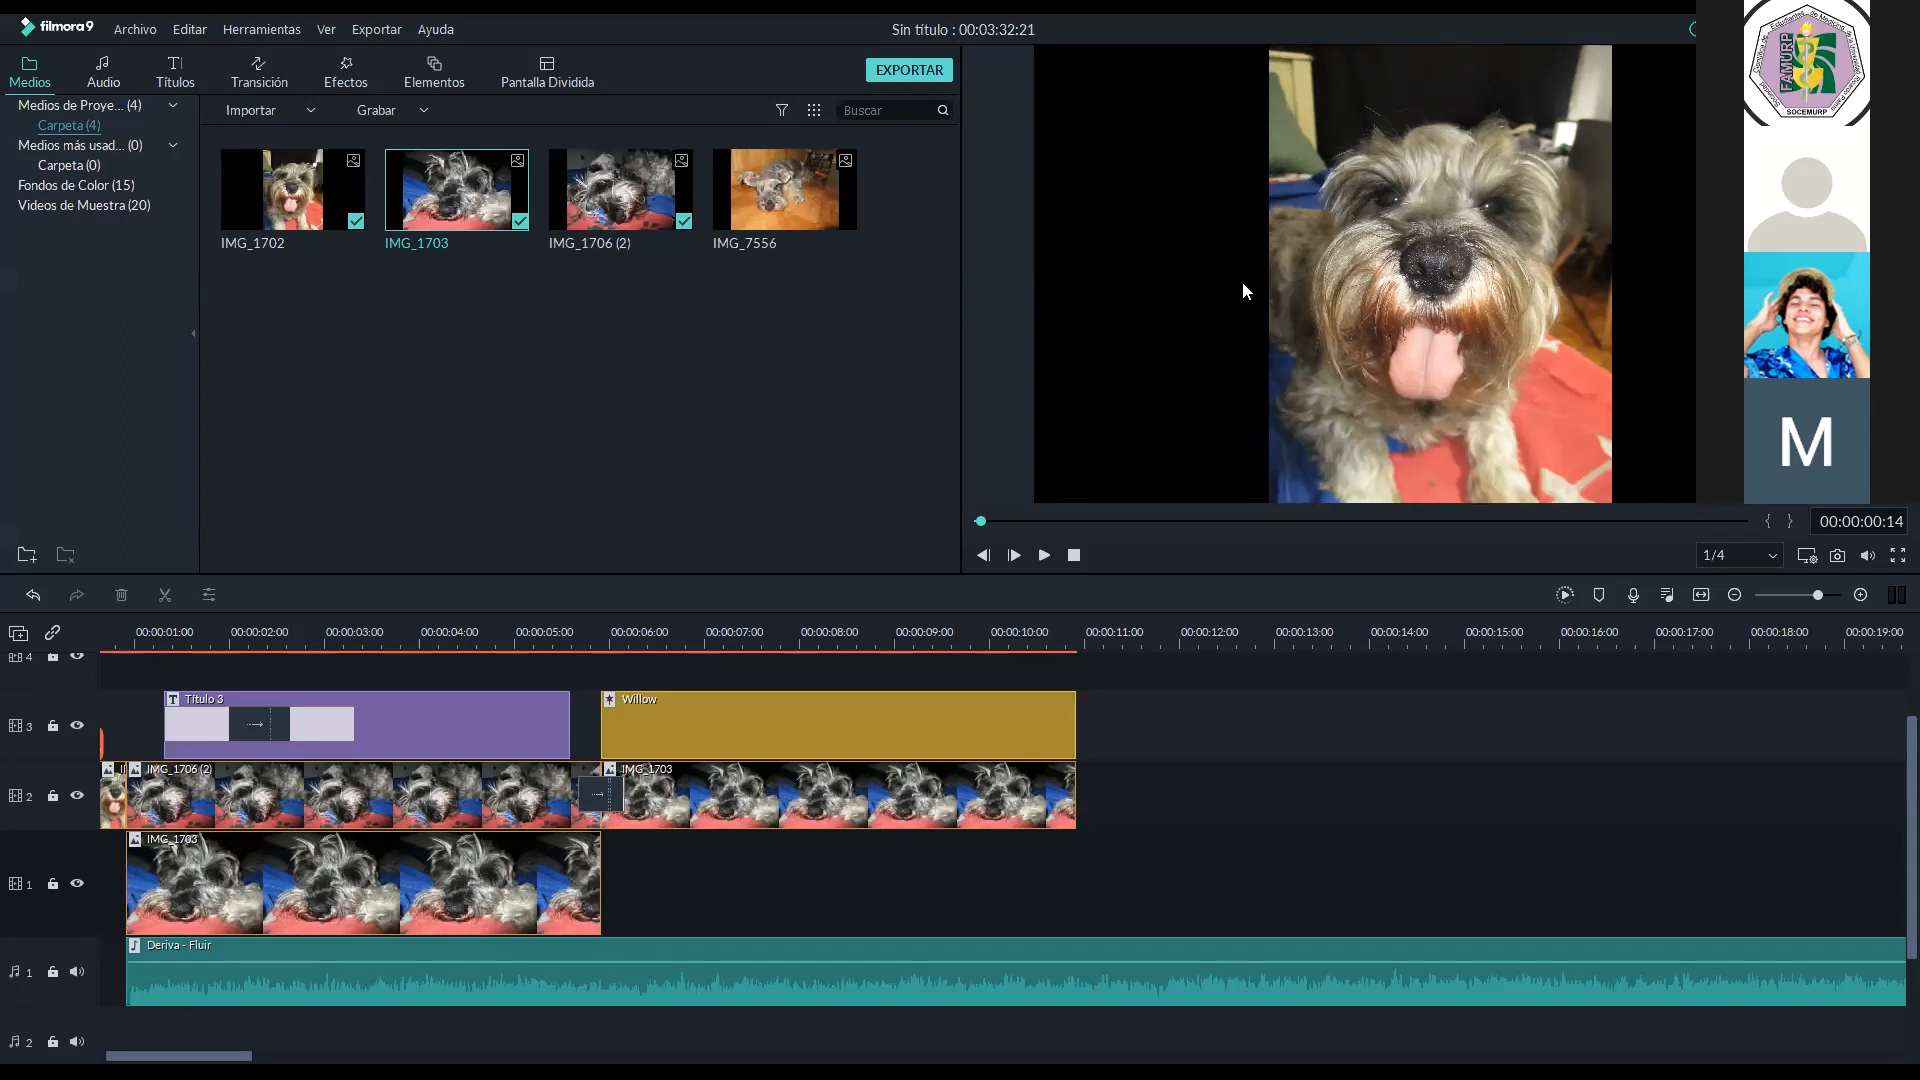 filmora9
Archivo Editar Herramientas Ver Exportar Ayuda
Sin título : 00:03:32:21
Medios
Audio
Títulos
Transición
Efectos
Elementos
Pantalla Dividida
EXPORTAR
Medios de Proye... (4)
Carpeta (4)
Medios más usad... (0)
Carpeta (0)
Fondos de Color (15)
Videos de Muestra (20)
Importar
Grabar
Buscar
IMG_1702
IMG_1703
IMG_1706 (2)
IMG_7556
FAMURP
SOCEMURP
M
00:00:00:14
1/4
00:00:01:00 00:00:02:00 00:00:03:00 00:00:04:00 00:00:05:00 00:00:06:00 00:00:07:00 00:00:08:00 00:00:09:00 00:00:10:00 00:00:11:00 00:00:12:00 00:00:13:00 00:00:14:00 00:00:15:00 00:00:16:00 00:00:17:00 00:00:18:00 00:00:19:00
4
3
T Título 3
Willow
2
IMG_1706 (2)
IMG_1703
1
IMG_1703
1
Deriva - Fluir
2